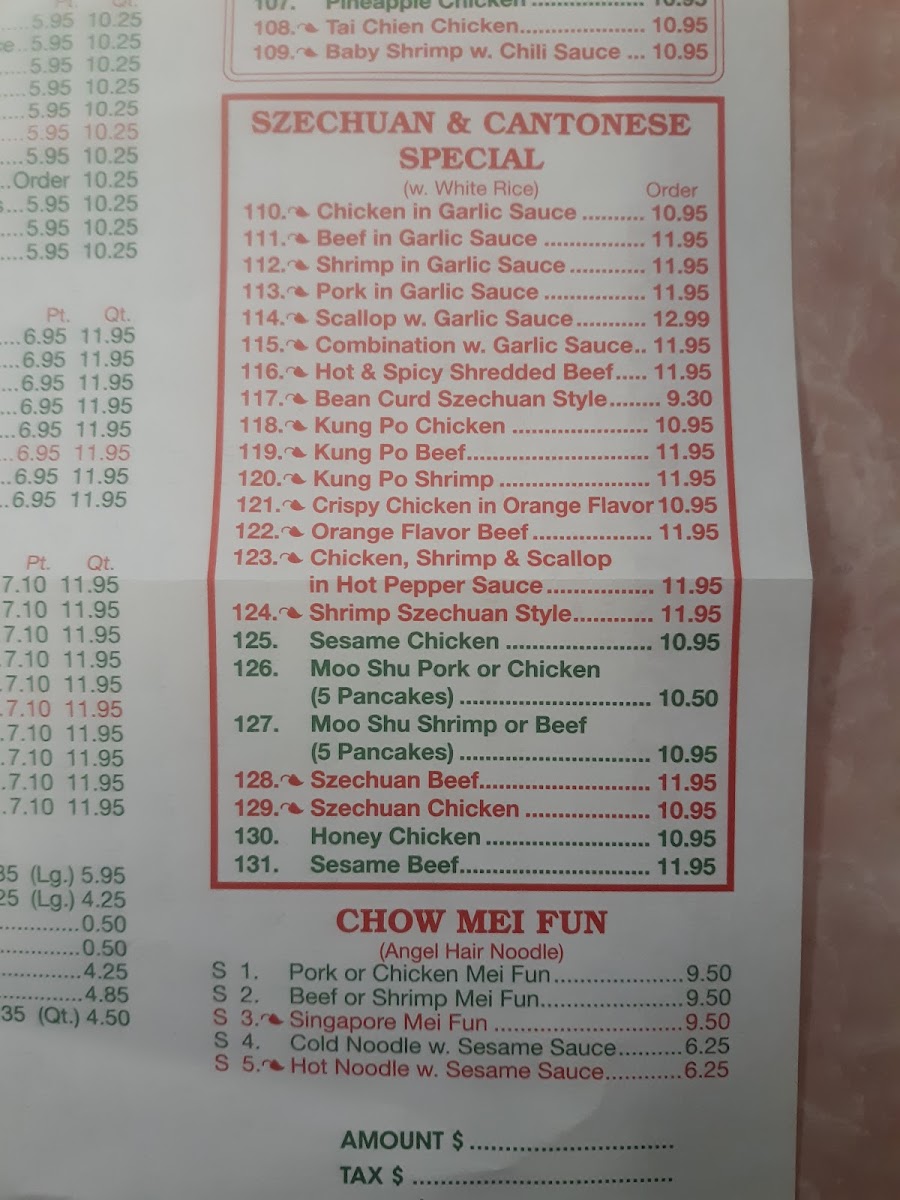 Pt. Qt.
5.95 10.25
5.95 10.25
5.95 10.25
5.95 10.25
5.95 10.25
5.95 10.25
5.95 10.25
Order 10.25
5.95 10.25
5.95 10.25
5.95 10.25
Pt. Qt.
6.95 11.95
6.95 11.95
6.95 11.95
6.95 11.95
6.95 11.95
6.95 11.95
6.95 11.95
6.95 11.95
Pt. Qt.
7.10 11.95
7.10 11.95
7.10 11.95
7.10 11.95
7.10 11.95
7.10 11.95
7.10 11.95
7.10 11.95
7.10 11.95
7.10 11.95
(Lg.) 5.95
(Lg.) 4.25
0.50
0.50
4.25
4.85
35 (Qt.) 4.50
107. Pineapple Chicken 10.95
108. Tai Chien Chicken 10.95
109. Baby Shrimp w. Chili Sauce ... 10.95
SZECHUAN & CANTONESE
SPECIAL
(w. White Rice) Order
110. Chicken in Garlic Sauce .......... 10.95
111. Beef in Garlic Sauce ................ 11.95
112. Shrimp in Garlic Sauce ............ 11.95
113. Pork in Garlic Sauce ................ 11.95
114. Scallop w. Garlic Sauce ........... 12.99
115. Combination w. Garlic Sauce.. 11.95
116. Hot & Spicy Shredded Beef..... 11.95
117. Bean Curd Szechuan Style........ 9.30
118. Kung Po Chicken ..................... 10.95
119. Kung Po Beef............................ 11.95
120. Kung Po Shrimp ....................... 11.95
121. Crispy Chicken in Orange Flavor 10.95
122. Orange Flavor Beef .................. 11.95
123. Chicken, Shrimp & Scallop
in Hot Pepper Sauce .................. 11.95
124. Shrimp Szechuan Style............. 11.95
125. Sesame Chicken ........................ 10.95
126. Moo Shu Pork or Chicken
(5 Pancakes) ................................ 10.50
127. Moo Shu Shrimp or Beef
(5 Pancakes) ................................ 10.95
128. Szechuan Beef............................ 11.95
129. Szechuan Chicken ..................... 10.95
130. Honey Chicken ........................... 10.95
131. Sesame Beef................................ 11.95
CHOW MEI FUN
(Angel Hair Noodle)
S 1. Pork or Chicken Mei Fun...................9.50
S 2. Beef or Shrimp Mei Fun.....................9.50
S 3. Singapore Mei Fun ...........................9.50
S 4. Cold Noodle w. Sesame Sauce..........6.25
S 5. Hot Noodle w. Sesame Sauce............6.25
AMOUNT $ ..............................
TAX $ ......................................